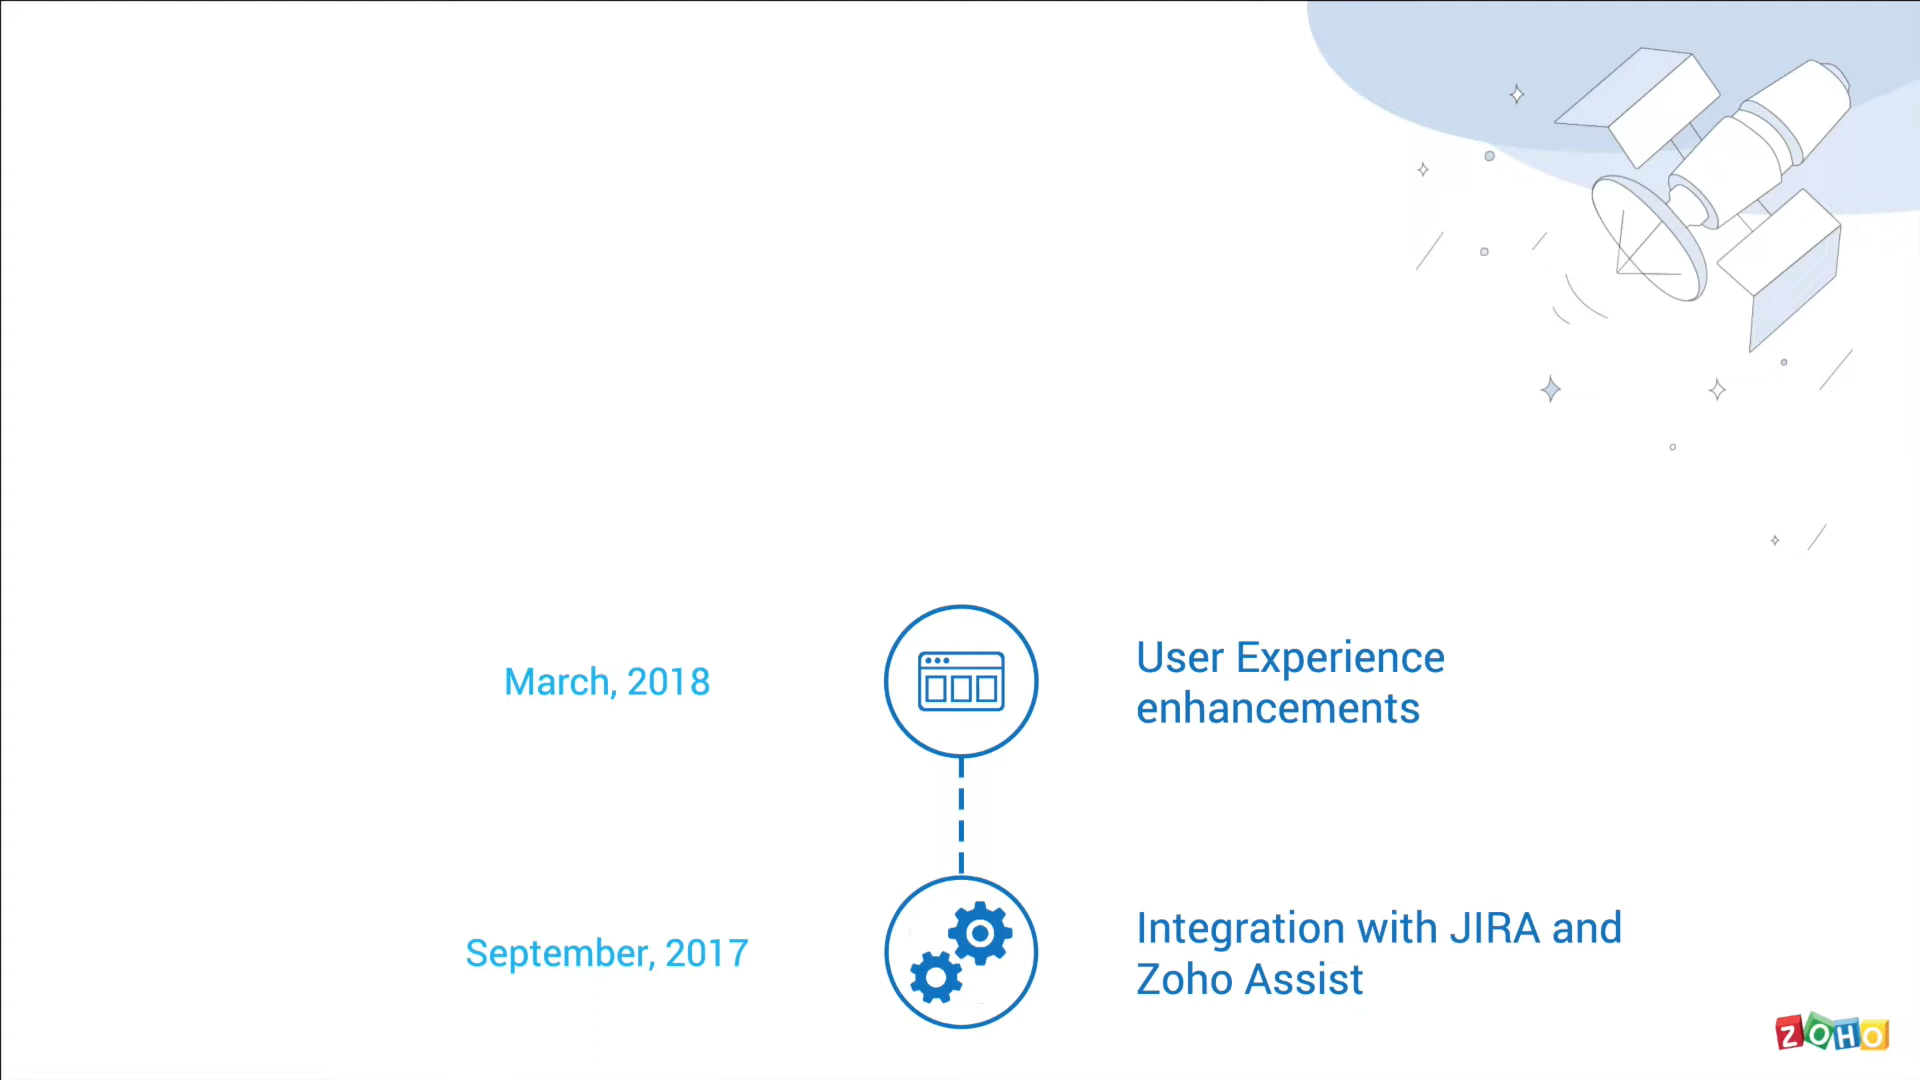 March, 2018
User Experience
enhancements
September, 2017
Integration with JIRA and
Zoho Assist
ZOHO